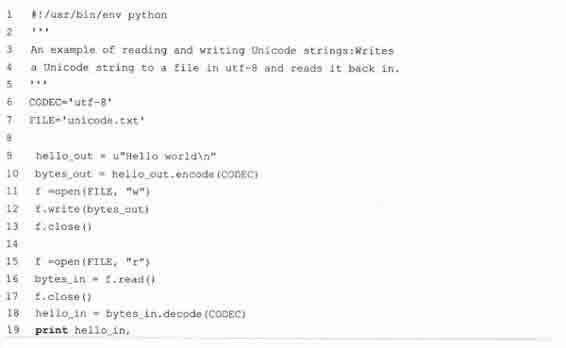 1 #!/usr/bin/env python
2 '''
3 An example of reading and writing Unicode strings:Writes
4 a Unicode string to a file in utf-8 and reads it back in.
5 '''
6 CODEC='utf-8'
7 FILE='unicode.txt'
8
9 hello_out = u"Hello world\n"
10 bytes_out = hello_out.encode(CODEC)
11 f =open(FILE, "w")
12 f.write(bytes_out)
13 f.close()
14
15 f =open(FILE, "r")
16 bytes_in = f.read()
17 f.close()
18 hello_in = bytes_in.decode(CODEC)
19 print hello_in,